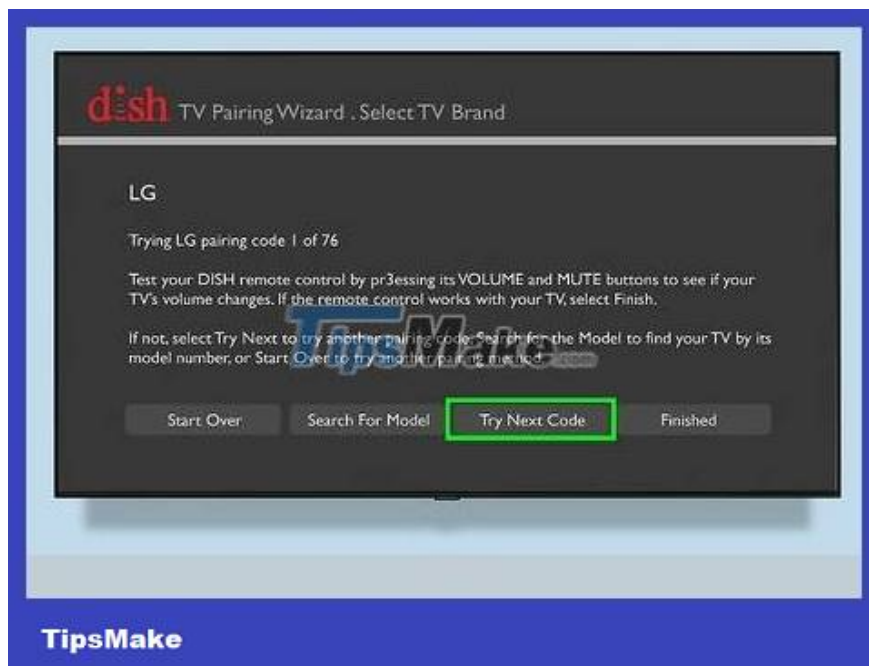 dish TV Pairing Wizard . Select TV Brand
LG
Trying LG pairing code 1 of 76
Test your DISH remote control by pr3essing its VOLUME and MUTE buttons to see if your
TV's volume changes. If the remote control works with your TV, select Finish.
If not, select Try Next to try another pairing code, Search for the Model to find your TV by its
model number, or Start Over to try another pairing method.
TipsMake.com
Start Over Search For Model Try Next Code Finished
TipsMake